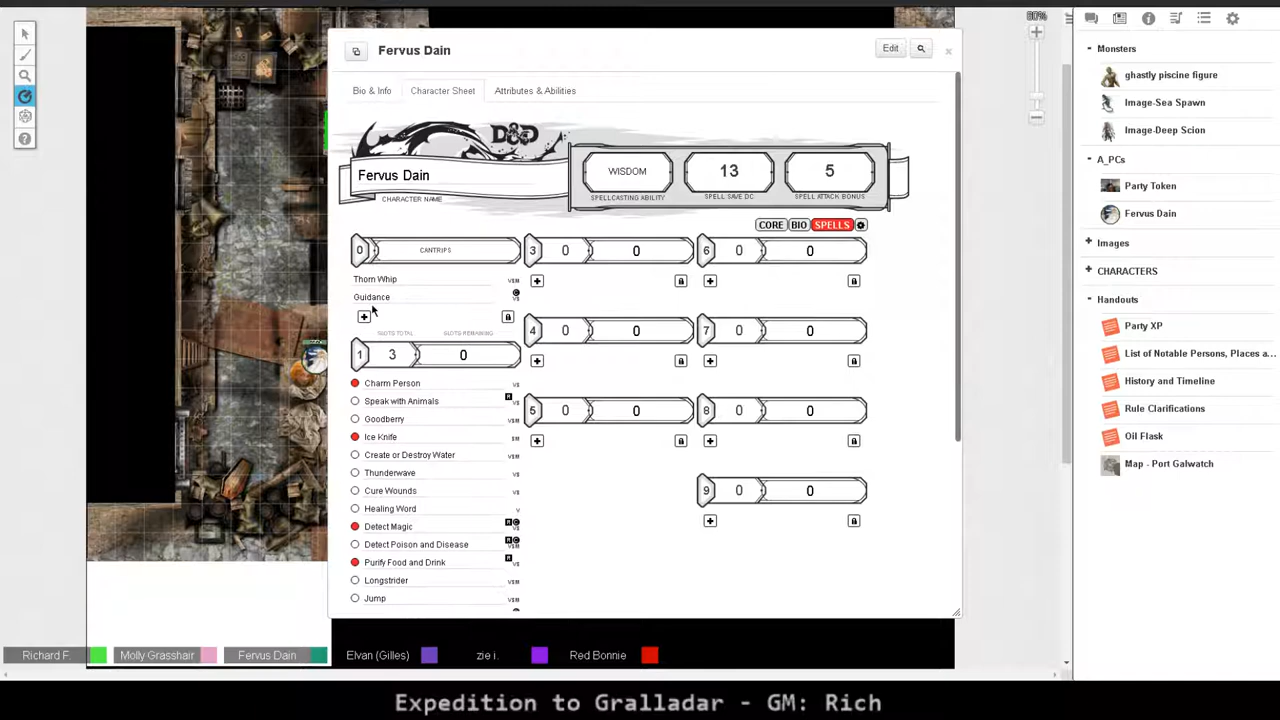 80%
Fervus Dain
Edit
Bio & Info
Character Sheet
Attributes & Abilities
D&D
Fervus Dain
CHARACTER NAME
WISDOM
SPELLCASTING ABILITY
13
SPELL SAVE DC
5
SPELL ATTACK BONUS
CORE BIO SPELLS
0 CANTRIPS
Thorn Whip
Guidance
SLOTS TOTAL SLOTS REMAINING
1 3 0
Charm Person
Speak with Animals
Goodberry
Ice Knife
Create or Destroy Water
Thunderwave
Cure Wounds
Healing Word
Detect Magic
Detect Poison and Disease
Purify Food and Drink
Longstrider
Jump
3 0 0
4 0 0
5 0 0
6 0 0
7 0 0
8 0 0
9 0 0
Monsters
ghastly piscine figure
Image-Sea Spawn
Image-Deep Scion
A_PCs
Party Token
Fervus Dain
Images
CHARACTERS
Handouts
Party XP
List of Notable Persons, Places a...
History and Timeline
Rule Clarifications
Oil Flask
Map - Port Galwatch
Richard F.
Molly Grasshair
Fervus Dain
Elvan (Gilles)
zie i.
Red Bonnie
Expedition to Gralladar - GM: Rich